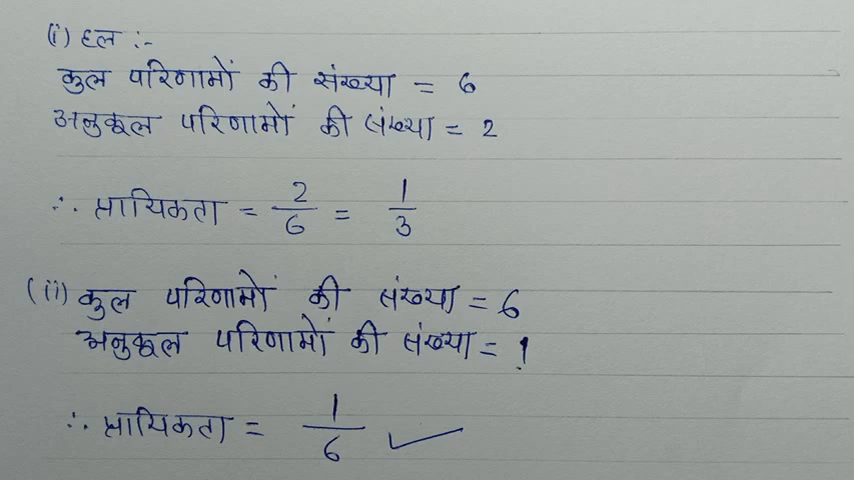 (i) हल :-
कुल परिणामों की संख्या = 6
अनुकूल परिणामों की संख्या = 2
∴ प्रायिकता = 2/6 = 1/3
(ii) कुल परिणामों की संख्या = 6
अनुकूल परिणामों की संख्या = 1
∴ प्रायिकता = 1/6 ✓